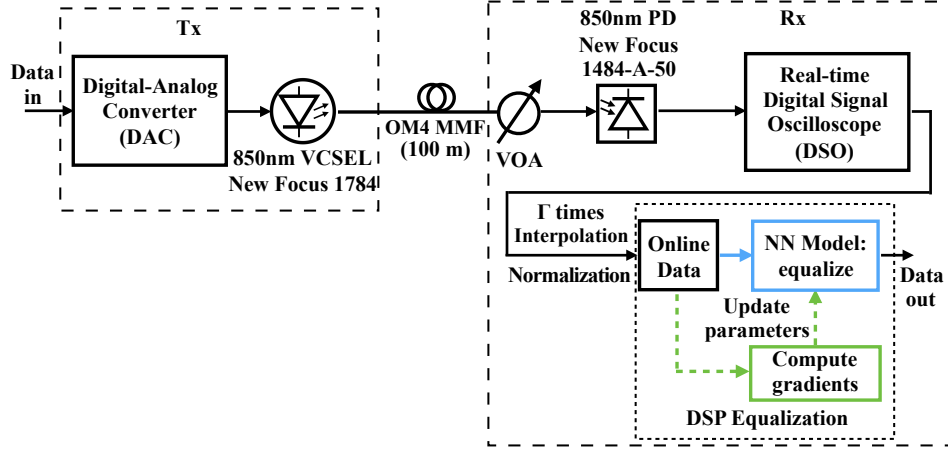 Tx
Data
in
Digital-Analog
Converter
(DAC)
850nm VCSEL
New Focus 1784
OM4 MMF
(100 m)
VOA
850nm PD
New Focus
1484-A-50
Rx
Real-time
Digital Signal
Oscilloscope
(DSO)
Γ times
Interpolation
Normalization
Online
Data
NN Model:
equalize
Data
out
Update
parameters
Compute
gradients
DSP Equalization